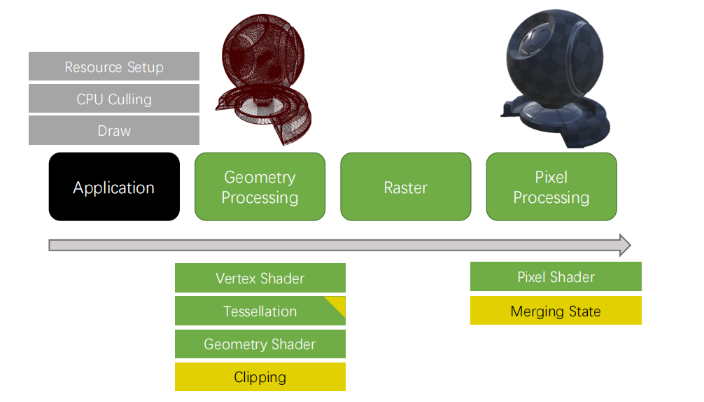 Resource Setup
CPU Culling
Draw
Application
Geometry
Processing
Raster
Pixel
Processing
Vertex Shader
Tessellation
Geometry Shader
Clipping
Pixel Shader
Merging State